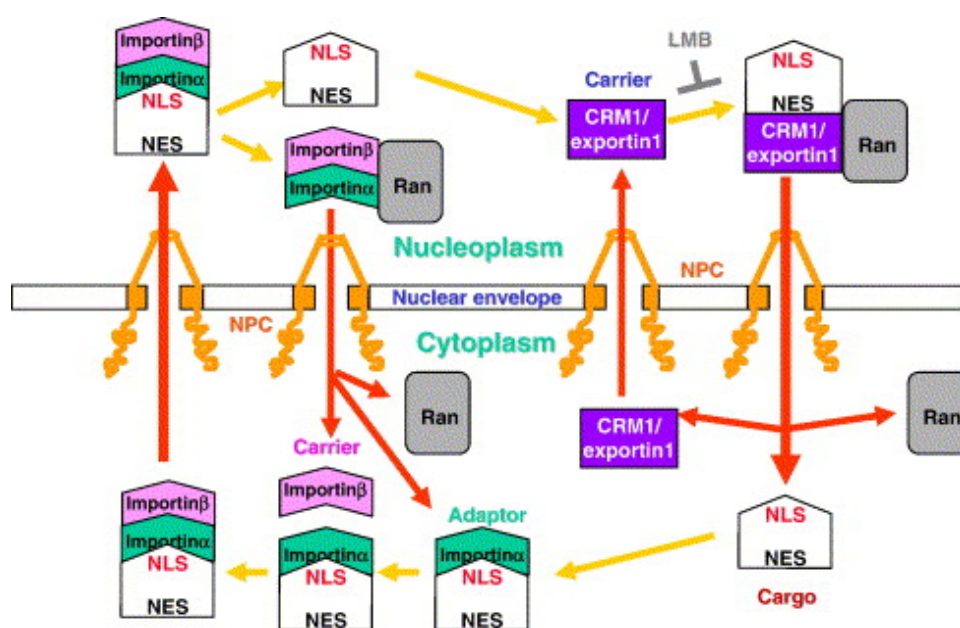 Importinβ
Importinα
NLS
NES
NLS
NES
Importinβ
Importinα
Ran
LMB
Carrier
CRM1/
exportin1
NLS
NES
CRM1/
exportin1
Ran
Nucleoplasm
NPC
Nuclear envelope
NPC
Cytoplasm
Ran
CRM1/
exportin1
Ran
Carrier
Importinβ
Importinα
NLS
NES
Importinβ
Importinα
NLS
NES
Adaptor
Importinα
NLS
NES
NLS
NES
Cargo